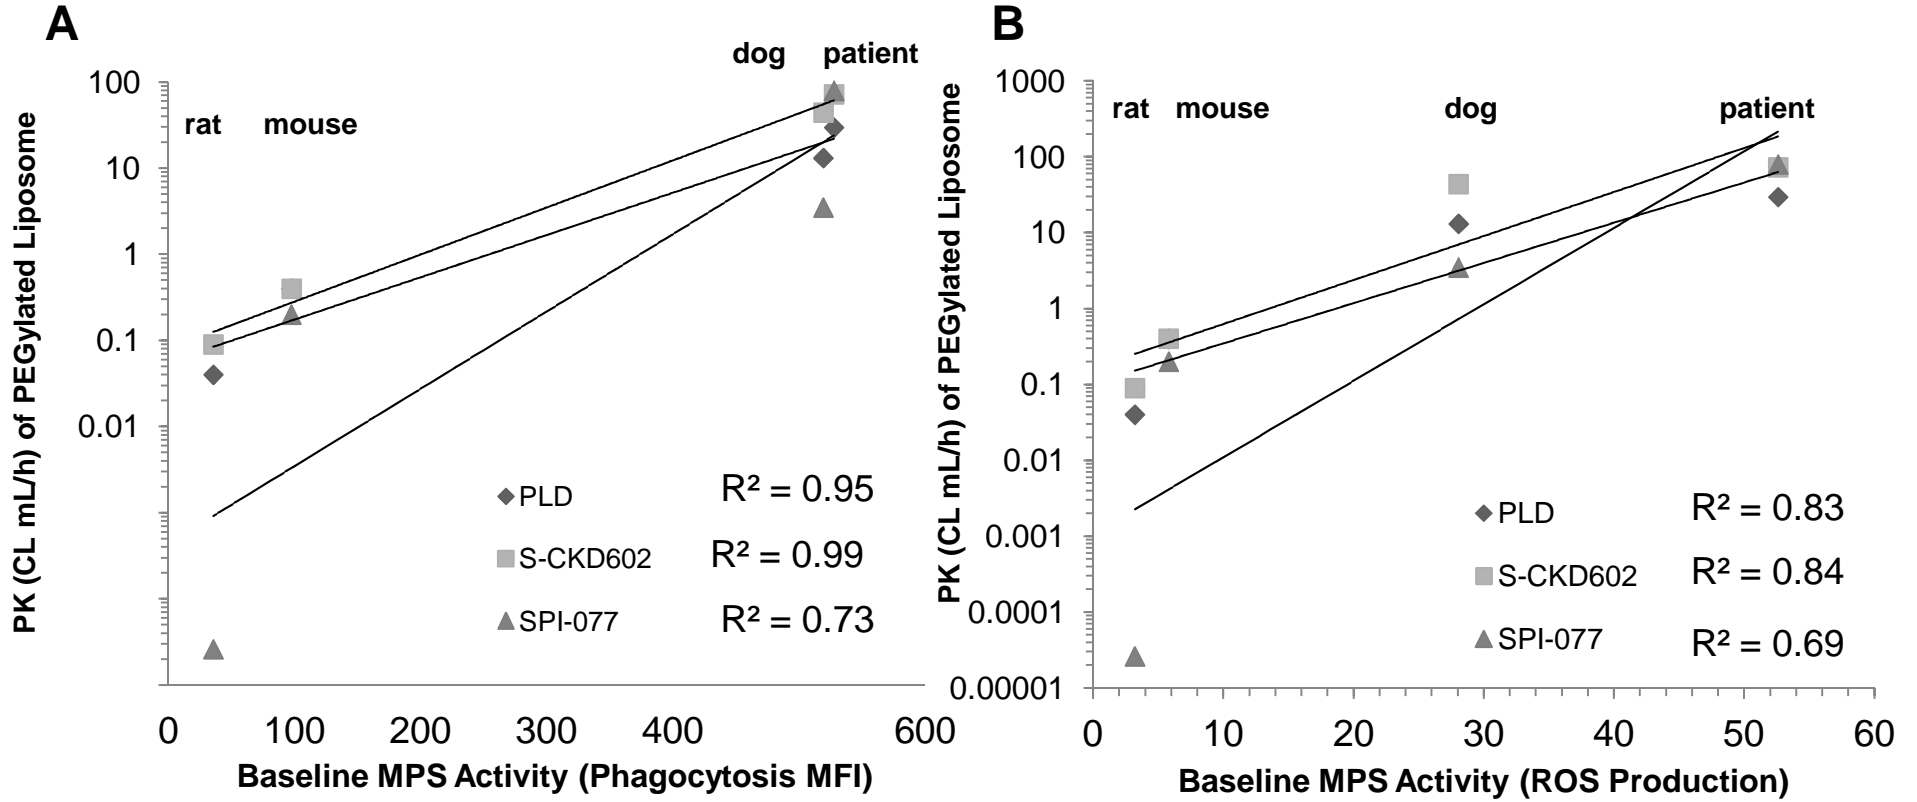 A
dog patient
rat mouse
100
10
1
0.1
0.01
PK (CL mL/h) of PEGylated Liposome
PLD R² = 0.95
S-CKD602 R² = 0.99
SPI-077 R² = 0.73
0 100 200 300 400 600
Baseline MPS Activity (Phagocytosis MFI)
B
rat mouse dog patient
1000
100
10
1
0.1
0.01
0.001
0.0001
0.00001
PK (CL mL/h) of PEGylated Liposome
PLD R² = 0.83
S-CKD602 R² = 0.84
SPI-077 R² = 0.69
0 10 20 30 40 50 60
Baseline MPS Activity (ROS Production)